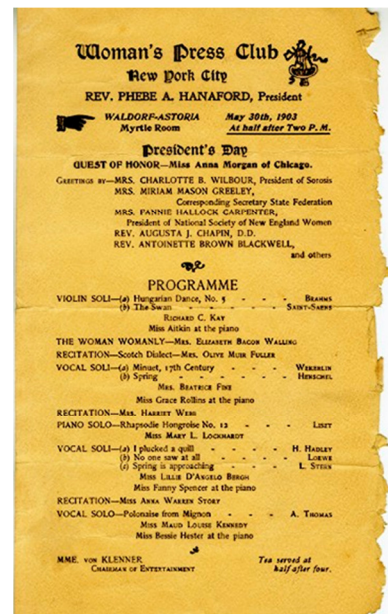 Woman's Press Club
New York City
REV. PHEBE A. HANAFORD, President
WALDORF-ASTORIA May 30th, 1903
Myrtle Room At half after Two P. M.
President's Day
GUEST OF HONOR—Miss Anna Morgan of Chicago.
GREETINGS BY—MRS. CHARLOTTE B. WILBOUR, President of Sorosis
MRS. MIRIAM MASON GREELEY,
Corresponding Secretary State Federation
MRS. FANNIE HALLOCK CARPENTER,
President of National Society of New England Women
REV. AUGUSTA J. CHAPIN, D.D.
REV. ANTOINETTE BROWN BLACKWELL,
and others
PROGRAMME
VIOLIN SOLI—(a) Hungarian Dance, No. 5 - - - BRAHMS
(b) The Swan - - - - SAINT-SAENS
RICHARD C. KAY
Miss Aitkin at the piano
THE WOMAN WOMANLY—MRS. ELIZABETH BACON WALLING
RECITATION—Scotch Dialect—MRS. OLIVE MUIR FULLER
VOCAL SOLI—(a) Minuet, 17th Century - - - WEKERLIN
(b) Spring - - - - - - HENSCHEL
MRS. BEATRICE FINE
Miss Grace Rollins at the piano
RECITATION—MRS. HARRIET WEBB
PIANO SOLO—Rhapsodie Hongroise No. 12 - - - LISZT
MISS MARY L. LOCKHARDT
VOCAL SOLI—(a) I plucked a quill - - - - H. HADLEY
(b) No one saw at all - - - - LOEWE
(c) Spring is approaching - - - L. STERN
MISS LILLIE D'ANGELO BERGH
Miss Fanny Spencer at the piano
RECITATION—MISS ANNA WARREN STORY
VOCAL SOLO—Polonaise from Mignon - - - A. THOMAS
MISS MAUD LOUISE KENNEDY
Miss Bessie Hester at the piano
MME. VON KLENNER Tea served at
CHAIRMAN OF ENTERTAINMENT half after four.